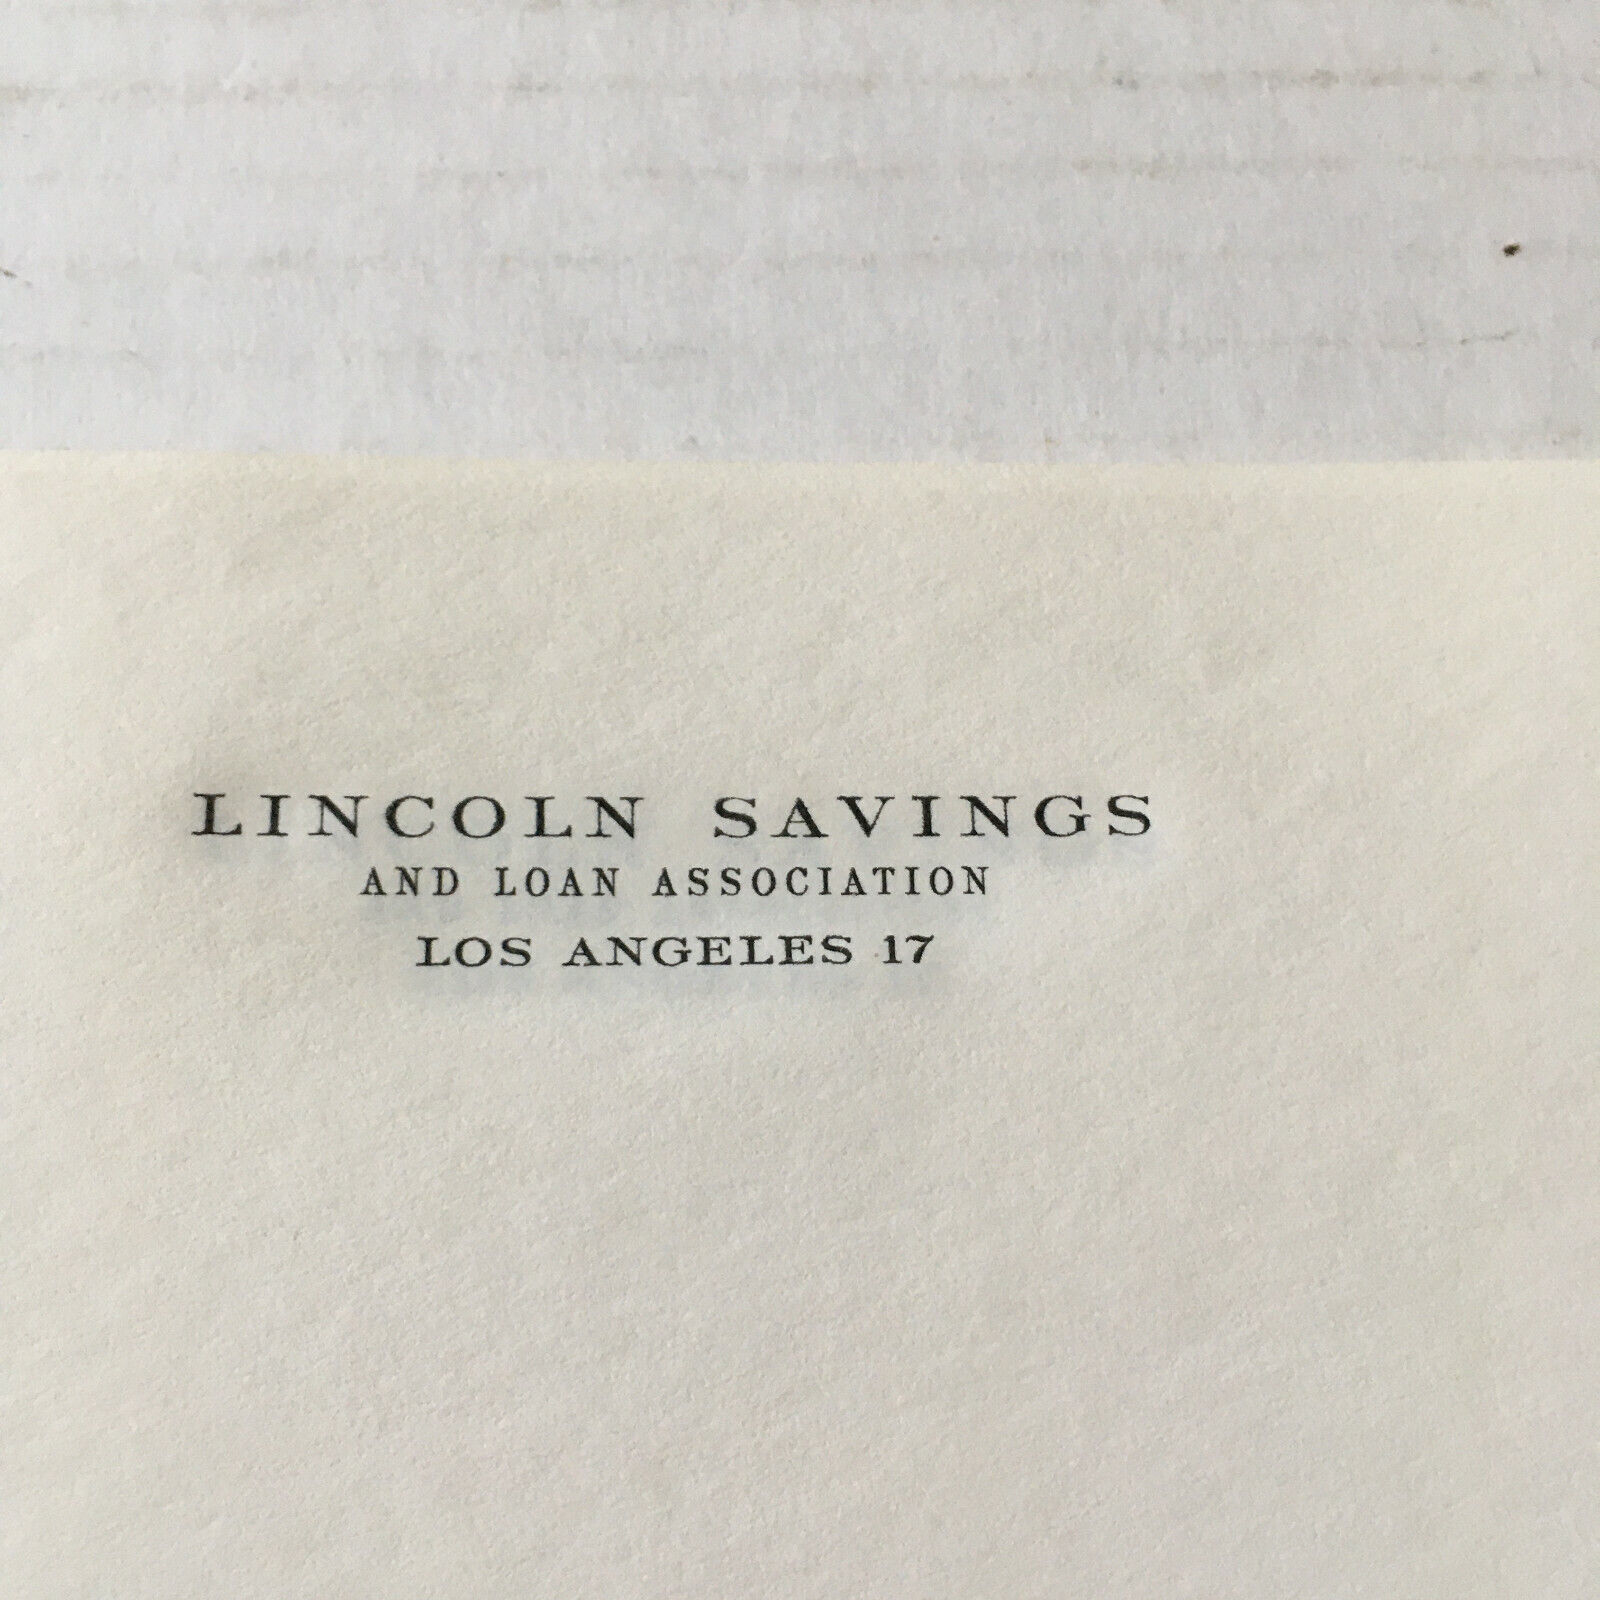 LINCOLN SAVINGS
AND LOAN ASSOCIATION
LOS ANGELES 17